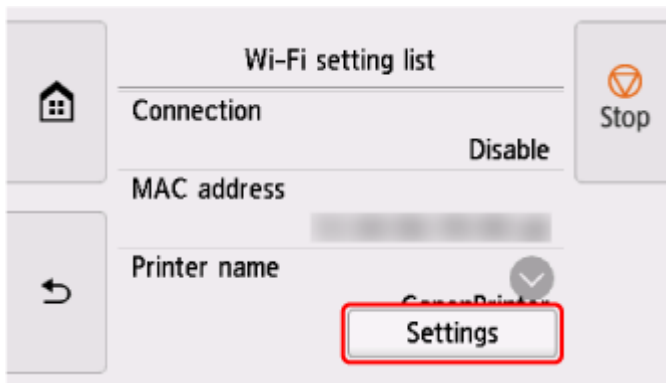 Wi-Fi setting list
Stop
Connection
Disable
MAC address
Printer name
Settings